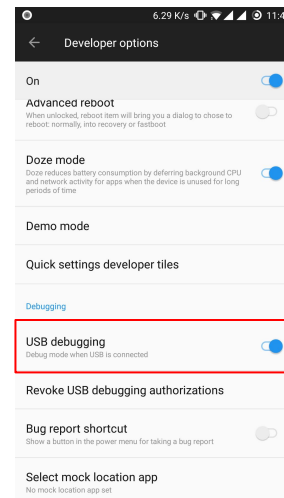 6.29 K/s 11:4
Developer options
On
Advanced reboot
When unlocked, reboot item will bring you a dialog to chose to
reboot: normally, into recovery or fastboot
Doze mode
Doze reduces battery consumption by deferring background CPU
and network activity for apps when the device is unused for long
periods of time
Demo mode
Quick settings developer tiles
Debugging
USB debugging
Debug mode when USB is connected
Revoke USB debugging authorizations
Bug report shortcut
Show a button in the power menu for taking a bug report
Select mock location app
No mock location app set